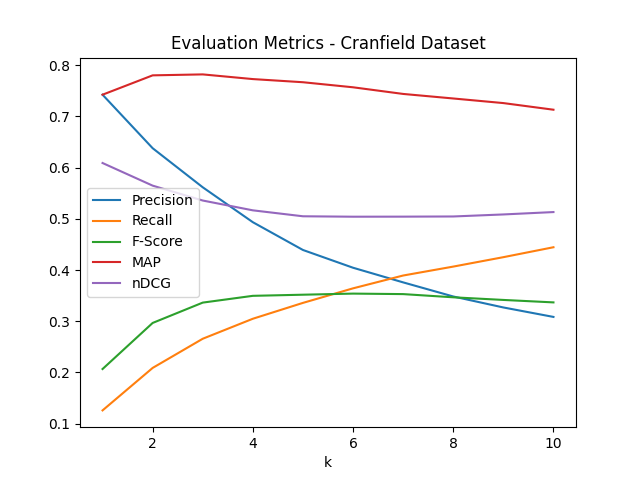 Evaluation Metrics - Cranfield Dataset
0.8
0.7
0.6
0.5
0.4
0.3
0.2
0.1
Precision
Recall
F-Score
MAP
nDCG
2 4 6 8 10
k